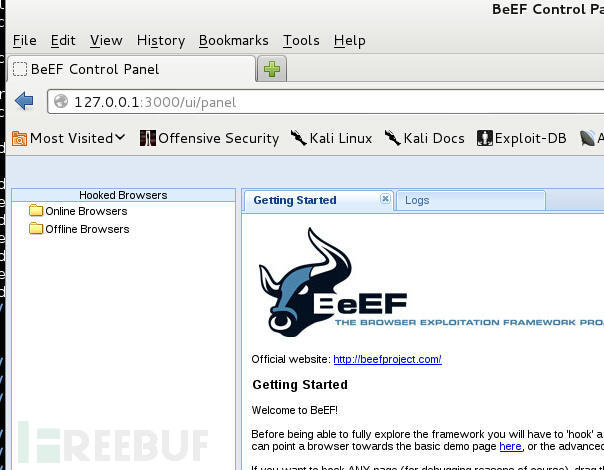 BeEF Control Pa
File Edit View History Bookmarks Tools Help
BeEF Control Panel
127.0.0.1:3000/ui/panel
Most Visited Offensive Security Kali Linux Kali Docs Exploit-DB A
Hooked Browsers
Online Browsers
Offline Browsers
Getting Started Logs
BeEF
THE BROWSER EXPLOITATION FRAMEWORK PRO
Official website: http://beefproject.com/
Getting Started
Welcome to BeEF!
Before being able to fully explore the framework you will have to 'hook' a
can point a browser towards the basic demo page here, or the advanced
If you want to hook ANY page (for debugging reasons of course), drag th
FREEBUF